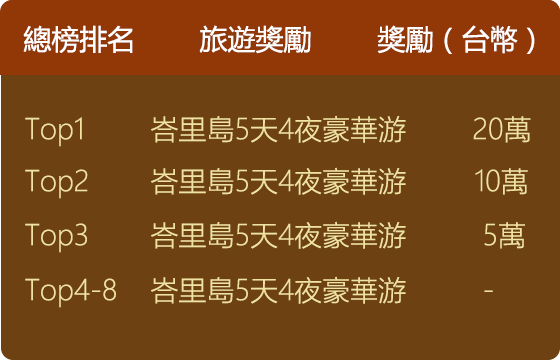 總榜排名 旅遊獎勵 獎勵（台幣）
Top1 峇里島5天4夜豪華游 20萬
Top2 峇里島5天4夜豪華游 10萬
Top3 峇里島5天4夜豪華游 5萬
Top4-8 峇里島5天4夜豪華游 -